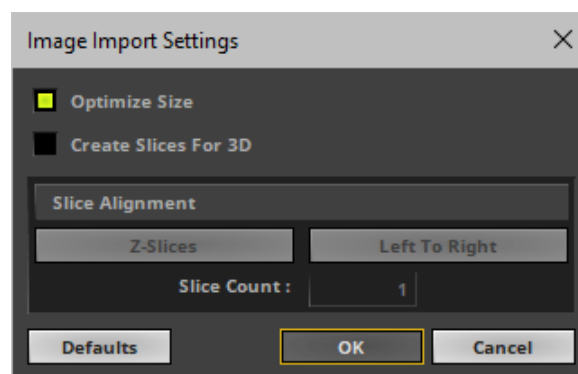 Image Import Settings
Optimize Size
Create Slices For 3D
Slice Alignment
Z-Slices Left To Right
Slice Count : 1
Defaults OK Cancel